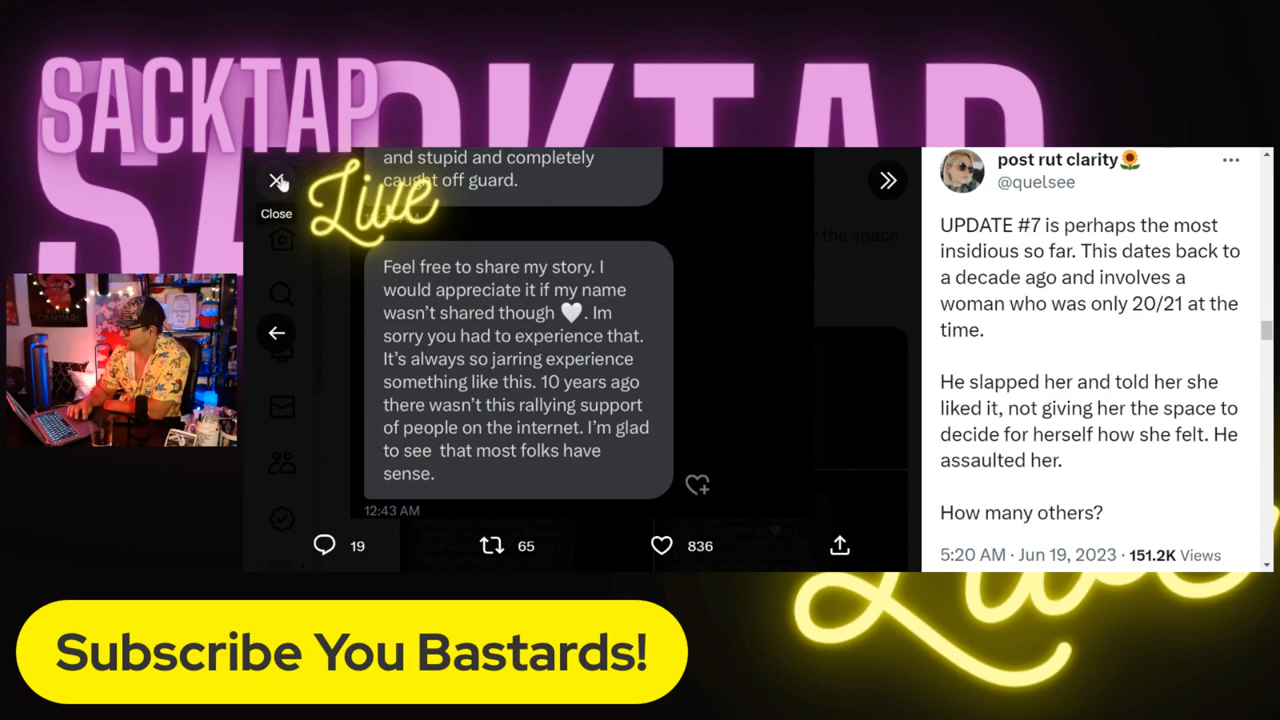 SACKTAP
SACKTAP
Live
and stupid and completely
caught off guard.
Close
r the space
Feel free to share my story. I
would appreciate it if my name
wasn't shared though 🤍. Im
sorry you had to experience that.
It's always so jarring experience
something like this. 10 years ago
there wasn't this rallying support
of people on the internet. I'm glad
to see that most folks have
sense.
12:43 AM
19
65
836
post rut clarity🌻
@quelsee
UPDATE #7 is perhaps the most
insidious so far. This dates back to
a decade ago and involves a
woman who was only 20/21 at the
time.
He slapped her and told her she
liked it, not giving her the space to
decide for herself how she felt. He
assaulted her.
How many others?
5:20 AM · Jun 19, 2023 · 151.2K Views
Live
Subscribe You Bastards!